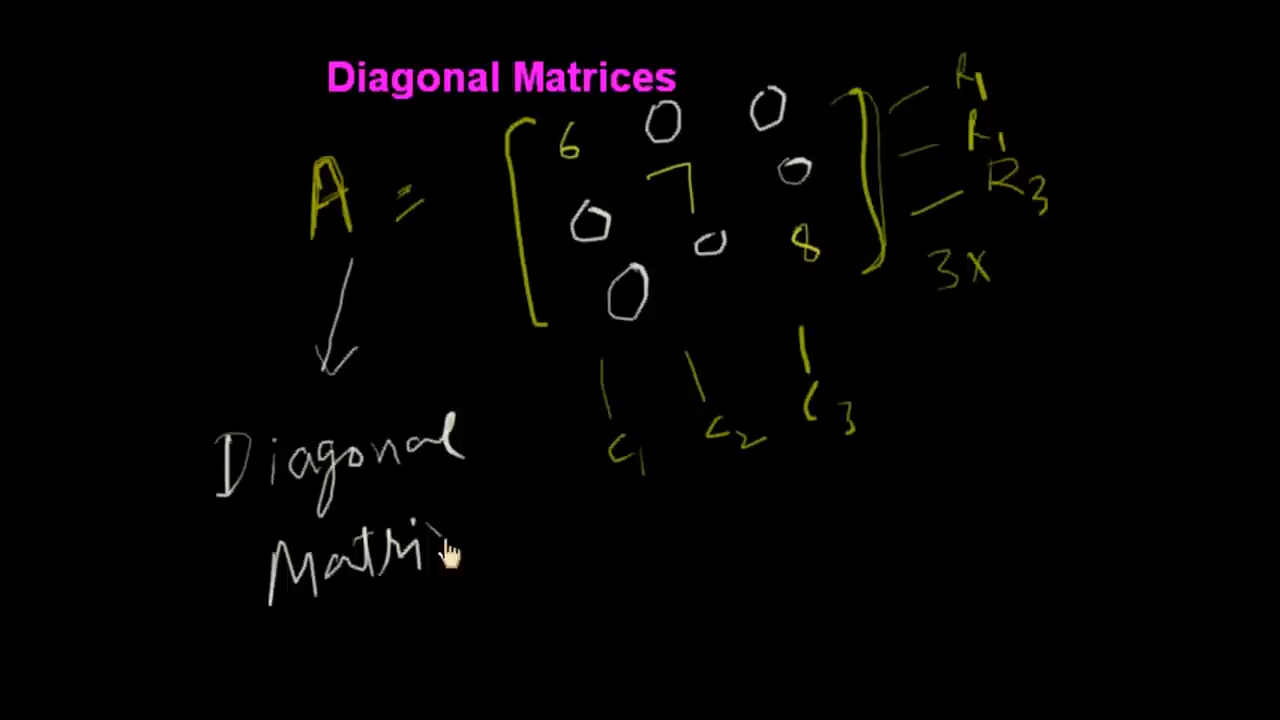 Diagonal Matrices
A = [ 6 0 0 ] R1
0 7 0 R1
0 0 8 R3
3x
C1 C2 C3
Diagonal
Matri